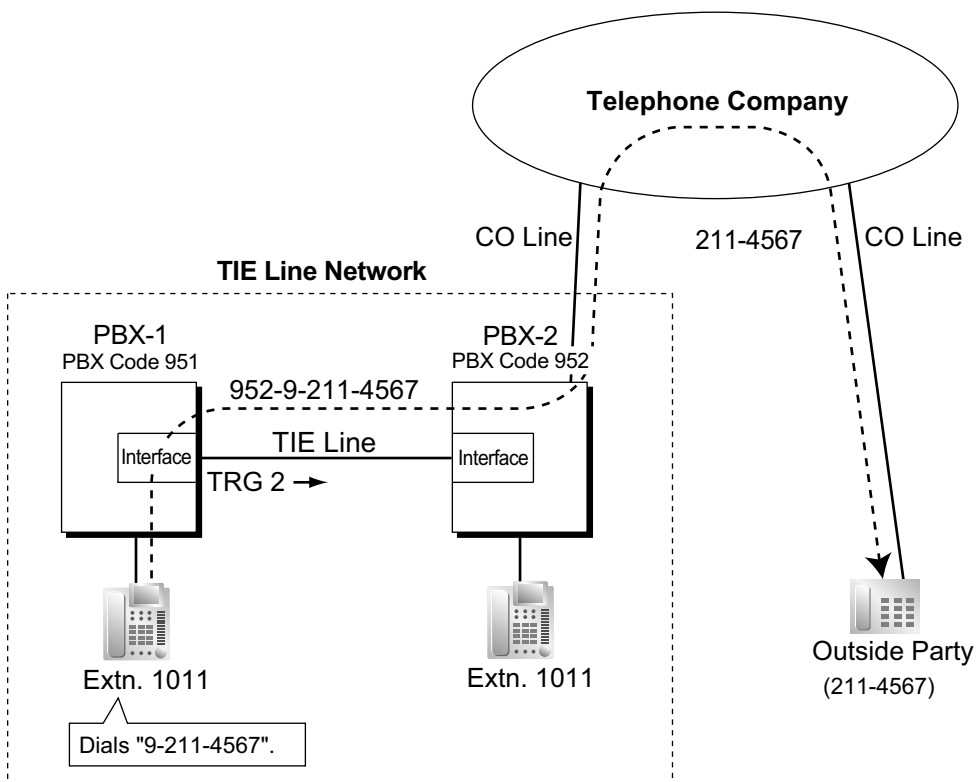 Telephone Company
CO Line
211-4567
CO Line
TIE Line Network
PBX-1
PBX Code 951
PBX-2
PBX Code 952
952-9-211-4567
TIE Line
Interface
Interface
TRG 2 →
Extn. 1011
Extn. 1011
Outside Party
(211-4567)
Dials "9-211-4567".